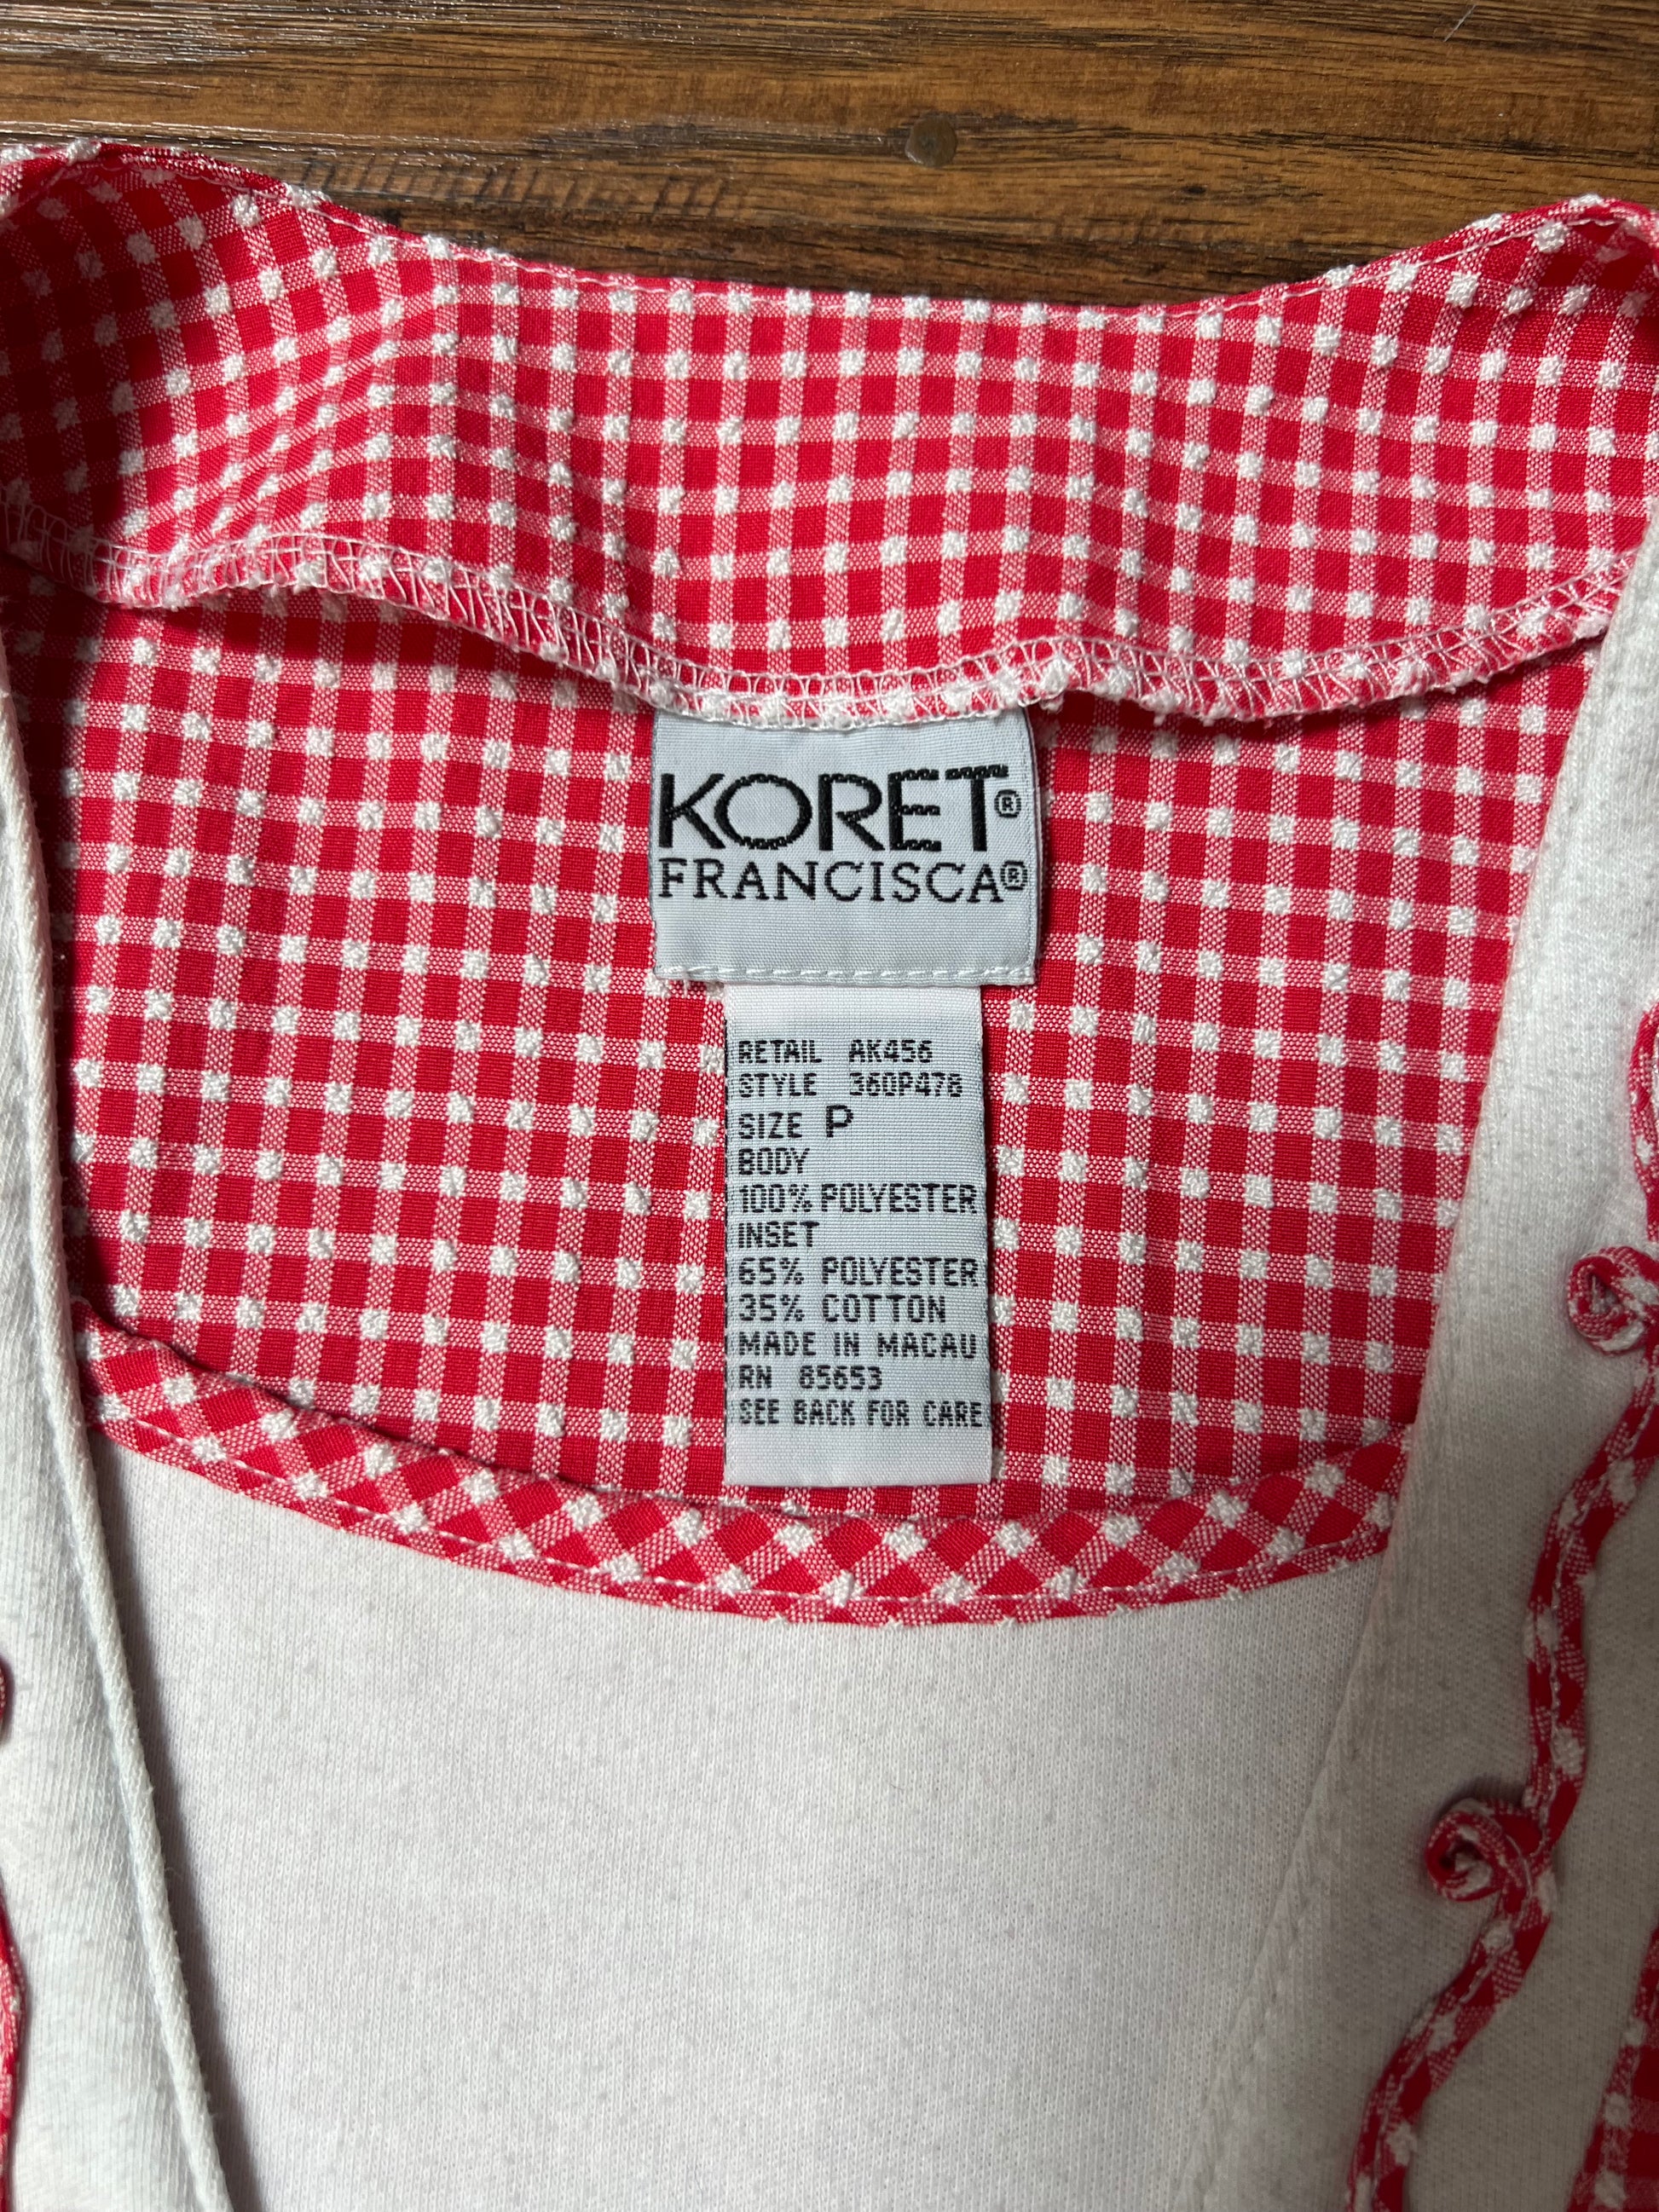 KORET®
FRANCISCA®
RETAIL AK456
STYLE 360P478
SIZE P
BODY
100% POLYESTER
INSET
65% POLYESTER
35% COTTON
MADE IN MACAU
RN 85653
SEE BACK FOR CARE